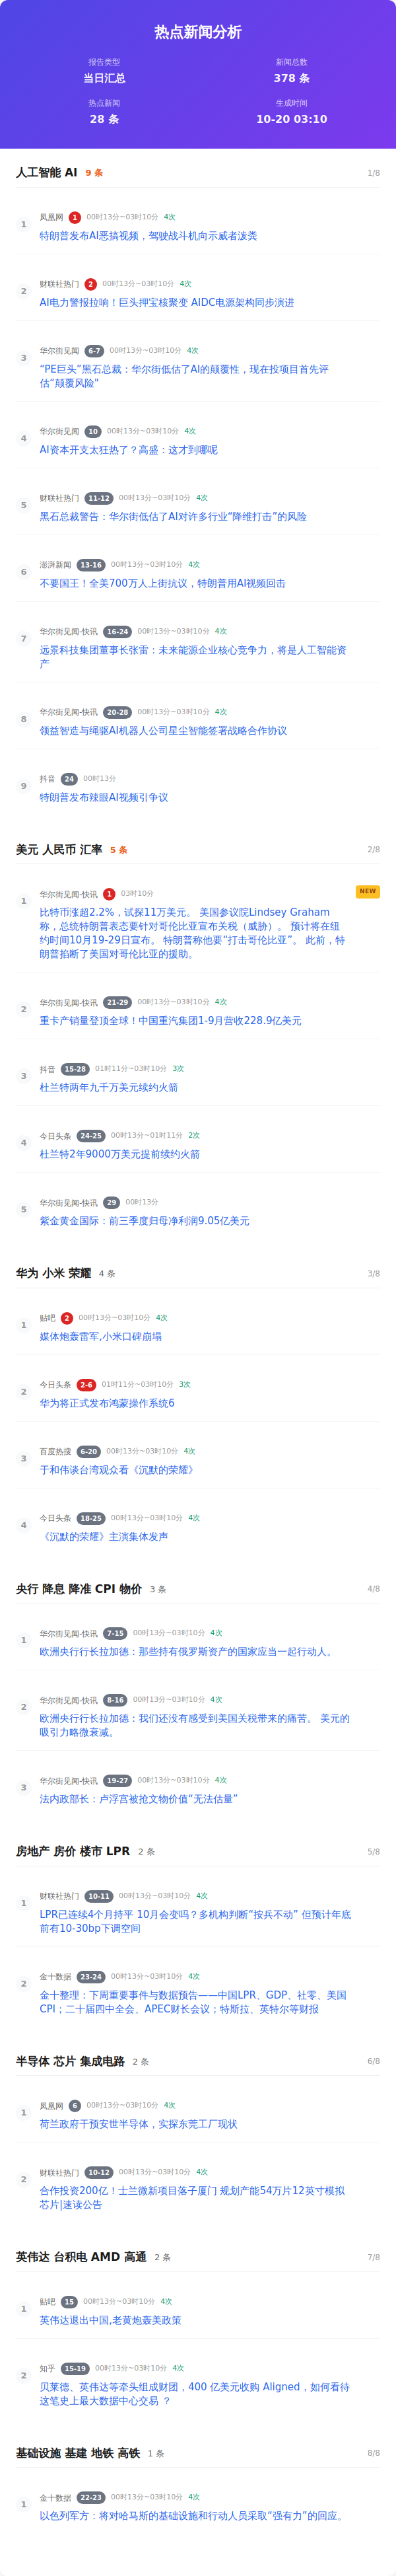 热点新闻分析
报告类型
新闻总数
当日汇总
378 条
热点新闻
生成时间
28 条
10-20 03:10
人工智能 AI 9 条 1/8
1
凤凰网 1 00时13分~03时10分 4次
特朗普发布AI恶搞视频，驾驶战斗机向示威者泼粪
2
财联社热门 2 00时13分~03时10分 4次
AI电力警报拉响！巨头押宝核聚变 AIDC电源架构同步演进
3
华尔街见闻 6-7 00时13分~03时10分 4次
“PE巨头”黑石总裁：华尔街低估了AI的颠覆性，现在投项目首先评
估“颠覆风险”
4
华尔街见闻 10 00时13分~03时10分 4次
AI资本开支太狂热了？高盛：这才到哪呢
5
财联社热门 11-12 00时13分~03时10分 4次
黑石总裁警告：华尔街低估了AI对许多行业“降维打击”的风险
6
澎湃新闻 13-16 00时13分~03时10分 4次
不要国王！全美700万人上街抗议，特朗普用AI视频回击
7
华尔街见闻-快讯 16-24 00时13分~03时10分 4次
远景科技集团董事长张雷：未来能源企业核心竞争力，将是人工智能资
产
8
华尔街见闻-快讯 20-28 00时13分~03时10分 4次
领益智造与绳驱AI机器人公司星尘智能签署战略合作协议
9
抖音 24 00时13分
特朗普发布辣眼AI视频引争议
美元 人民币 汇率 5 条 2/8
1
华尔街见闻-快讯 1 03时10分 NEW
比特币涨超2.2%，试探11万美元。 美国参议院Lindsey Graham
称，总统特朗普表态要针对哥伦比亚宣布关税（威胁）。 预计将在纽
约时间10月19-29日宣布。 特朗普称他要“打击哥伦比亚”。 此前，特
朗普掐断了美国对哥伦比亚的援助。
2
华尔街见闻-快讯 21-29 00时13分~03时10分 4次
重卡产销量登顶全球！中国重汽集团1-9月营收228.9亿美元
3
抖音 15-28 01时11分~03时10分 3次
杜兰特两年九千万美元续约火箭
4
今日头条 24-25 00时13分~01时11分 2次
杜兰特2年9000万美元提前续约火箭
5
华尔街见闻-快讯 29 00时13分
紫金黄金国际：前三季度归母净利润9.05亿美元
华为 小米 荣耀 4 条 3/8
1
贴吧 2 00时13分~03时10分 4次
媒体炮轰雷军,小米口碑崩塌
2
今日头条 2-6 01时11分~03时10分 3次
华为将正式发布鸿蒙操作系统6
3
百度热搜 6-20 00时13分~03时10分 4次
于和伟谈台湾观众看《沉默的荣耀》
4
今日头条 18-25 00时13分~03时10分 4次
《沉默的荣耀》主演集体发声
央行 降息 降准 CPI 物价 3 条 4/8
1
华尔街见闻-快讯 7-15 00时13分~03时10分 4次
欧洲央行行长拉加德：那些持有俄罗斯资产的国家应当一起行动人。
2
华尔街见闻-快讯 8-16 00时13分~03时10分 4次
欧洲央行行长拉加德：我们还没有感受到美国关税带来的痛苦。 美元的
吸引力略微衰减。
3
华尔街见闻-快讯 19-27 00时13分~03时10分 4次
法内政部长：卢浮宫被抢文物价值“无法估量”
房地产 房价 楼市 LPR 2 条 5/8
1
财联社热门 10-11 00时13分~03时10分 4次
LPR已连续4个月持平 10月会变吗？多机构判断“按兵不动” 但预计年底
前有10-30bp下调空间
2
金十数据 23-24 00时13分~03时10分 4次
金十整理：下周重要事件与数据预告——中国LPR、GDP、社零、美国
CPI；二十届四中全会、APEC财长会议；特斯拉、英特尔等财报
半导体 芯片 集成电路 2 条 6/8
1
凤凰网 6 00时13分~03时10分 4次
荷兰政府干预安世半导体，实探东莞工厂现状
2
财联社热门 10-12 00时13分~03时10分 4次
合作投资200亿！士兰微新项目落子厦门 规划产能54万片12英寸模拟
芯片|速读公告
英伟达 台积电 AMD 高通 2 条 7/8
1
贴吧 15 00时13分~03时10分 4次
英伟达退出中国,老黄炮轰美政策
2
知乎 15-19 00时13分~03时10分 4次
贝莱德、英伟达等牵头组成财团，400 亿美元收购 Aligned，如何看待
这笔史上最大数据中心交易 ？
基础设施 基建 地铁 高铁 1 条 8/8
1
金十数据 22-23 00时13分~03时10分 4次
以色列军方：将对哈马斯的基础设施和行动人员采取“强有力”的回应。